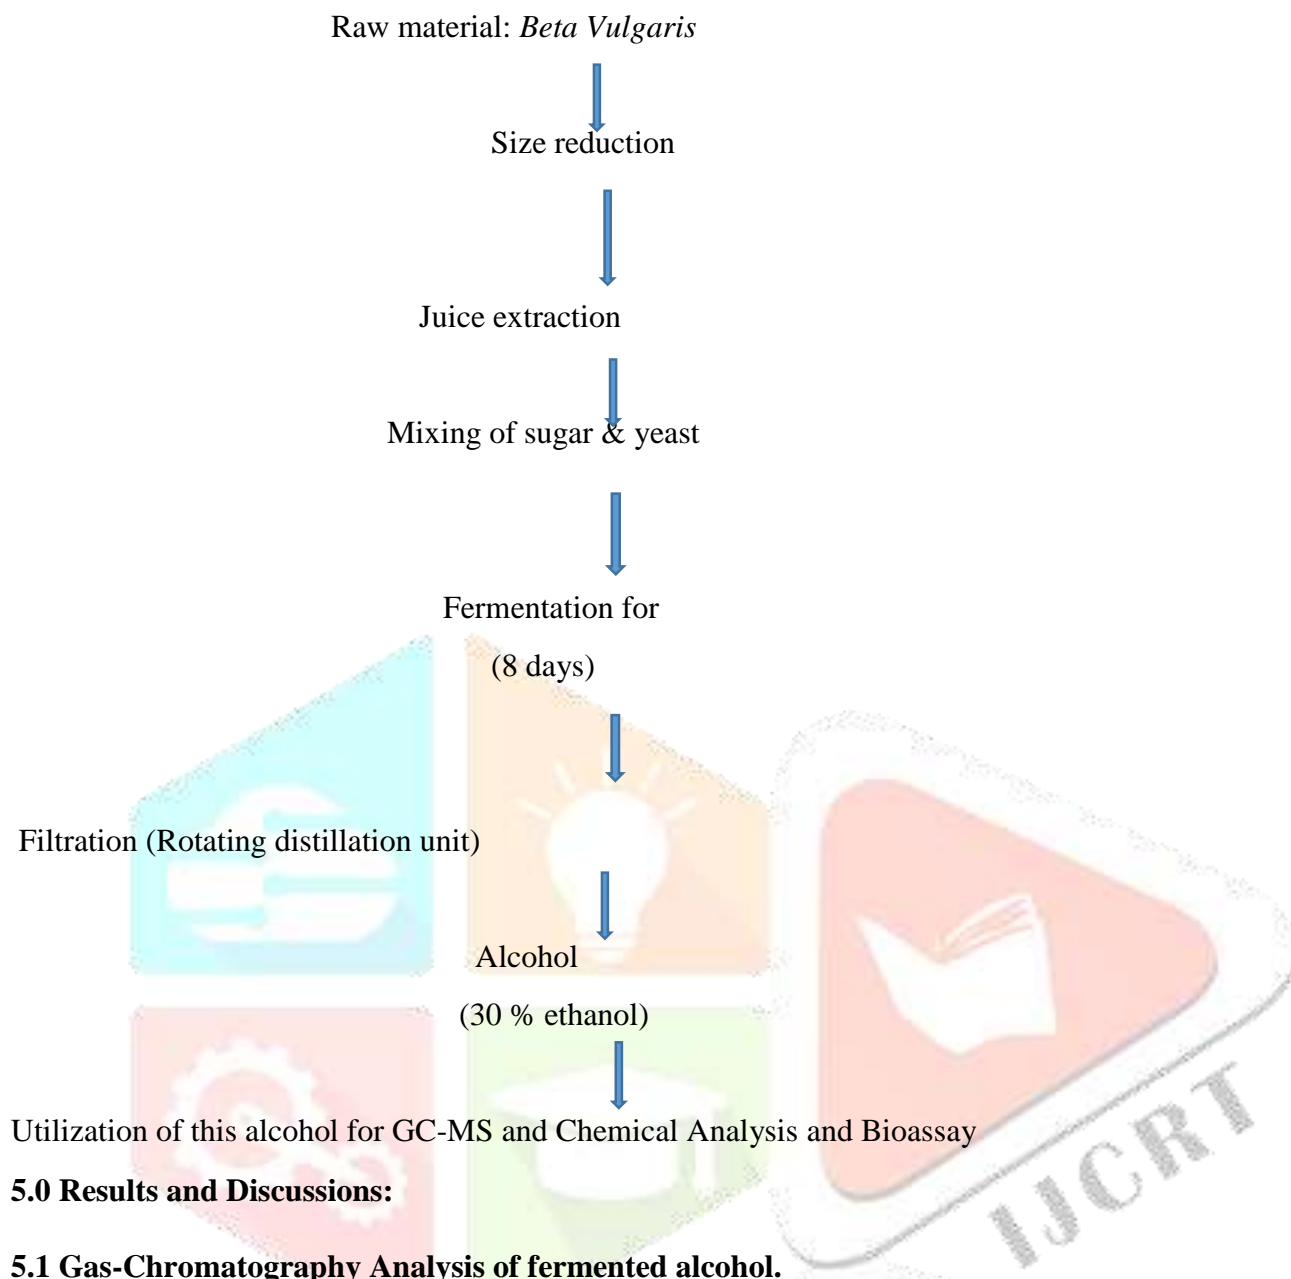 Raw material: Beta Vulgaris
Size reduction
Juice extraction
Mixing of sugar & yeast
Fermentation for
(8 days)
Filtration (Rotating distillation unit)
Alcohol
(30 % ethanol)
Utilization of this alcohol for GC-MS and Chemical Analysis and Bioassay
5.0 Results and Discussions:
5.1 Gas-Chromatography Analysis of fermented alcohol.
IJCRT